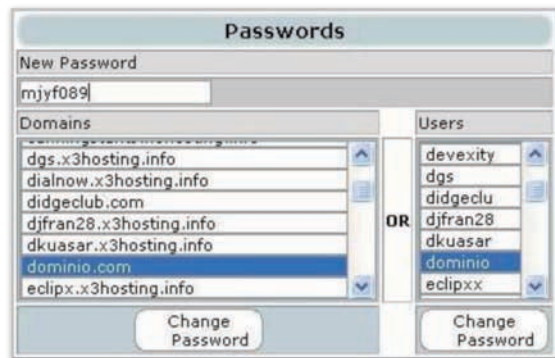 Passwords
New Password
mjyf089
Domains
dgs.x3hosting.info
dialnow.x3hosting.info
didgeclub.com
djfran28.x3hosting.info
dkuasar.x3hosting.info
dominio.com
eclipx.x3hosting.info
Change
Password
OR
Users
devexity
dgs
didgeclu
djfran28
dkuasar
dominio
eclipxx
Change
Password